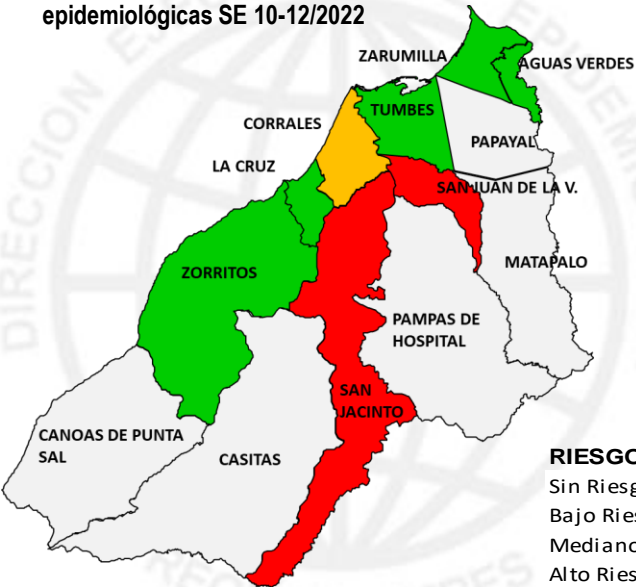 epidemiológicas SE 10-12/2022
ZARUMILLA
AGUAS VERDES
TUMBES
CORRALES
PAPAYAL
LA CRUZ
SAN JUAN DE LA V.
MATAPALO
ZORRITOS
PAMPAS DE
HOSPITAL
SAN
JACINTO
CANOAS DE PUNTA
SAL
CASITAS
RIESGO
Sin Riesg
Bajo Ries
Mediano
Alto Ries
DIRECCION